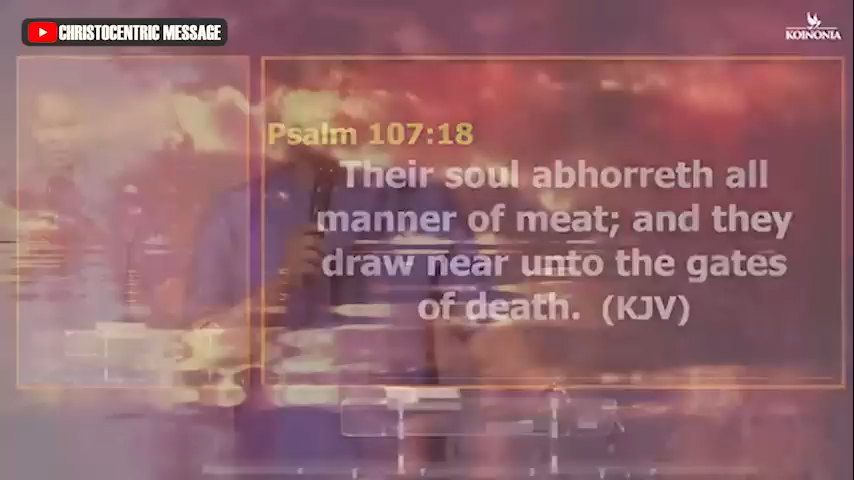 CHRISTOCENTRIC MESSAGE
KOINONIA
Psalm 107:18
Their soul abhorreth all
manner of meat; and they
draw near unto the gates
of death. (KJV)